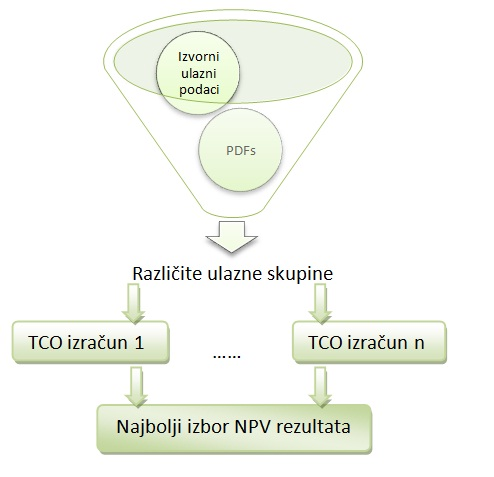 Izvorni
ulazni
podaci
PDFs
Različite ulazne skupine
TCO izračun 1
......
TCO izračun n
Najbolji izbor NPV rezultata